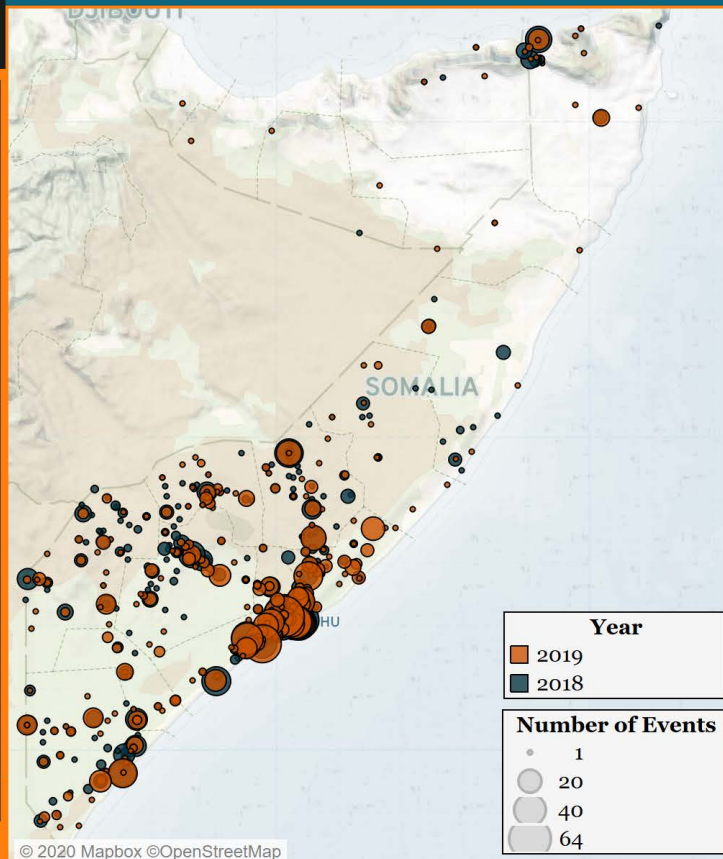 DJIBOUTI
SOMALIA
HU
Year
2019
2018
Number of Events
1
20
40
64
© 2020 Mapbox ©OpenStreetMap